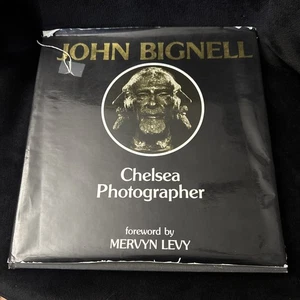 JOHN BIGNELL
Chelsea
Photographer
foreword by
MERVYN LEVY